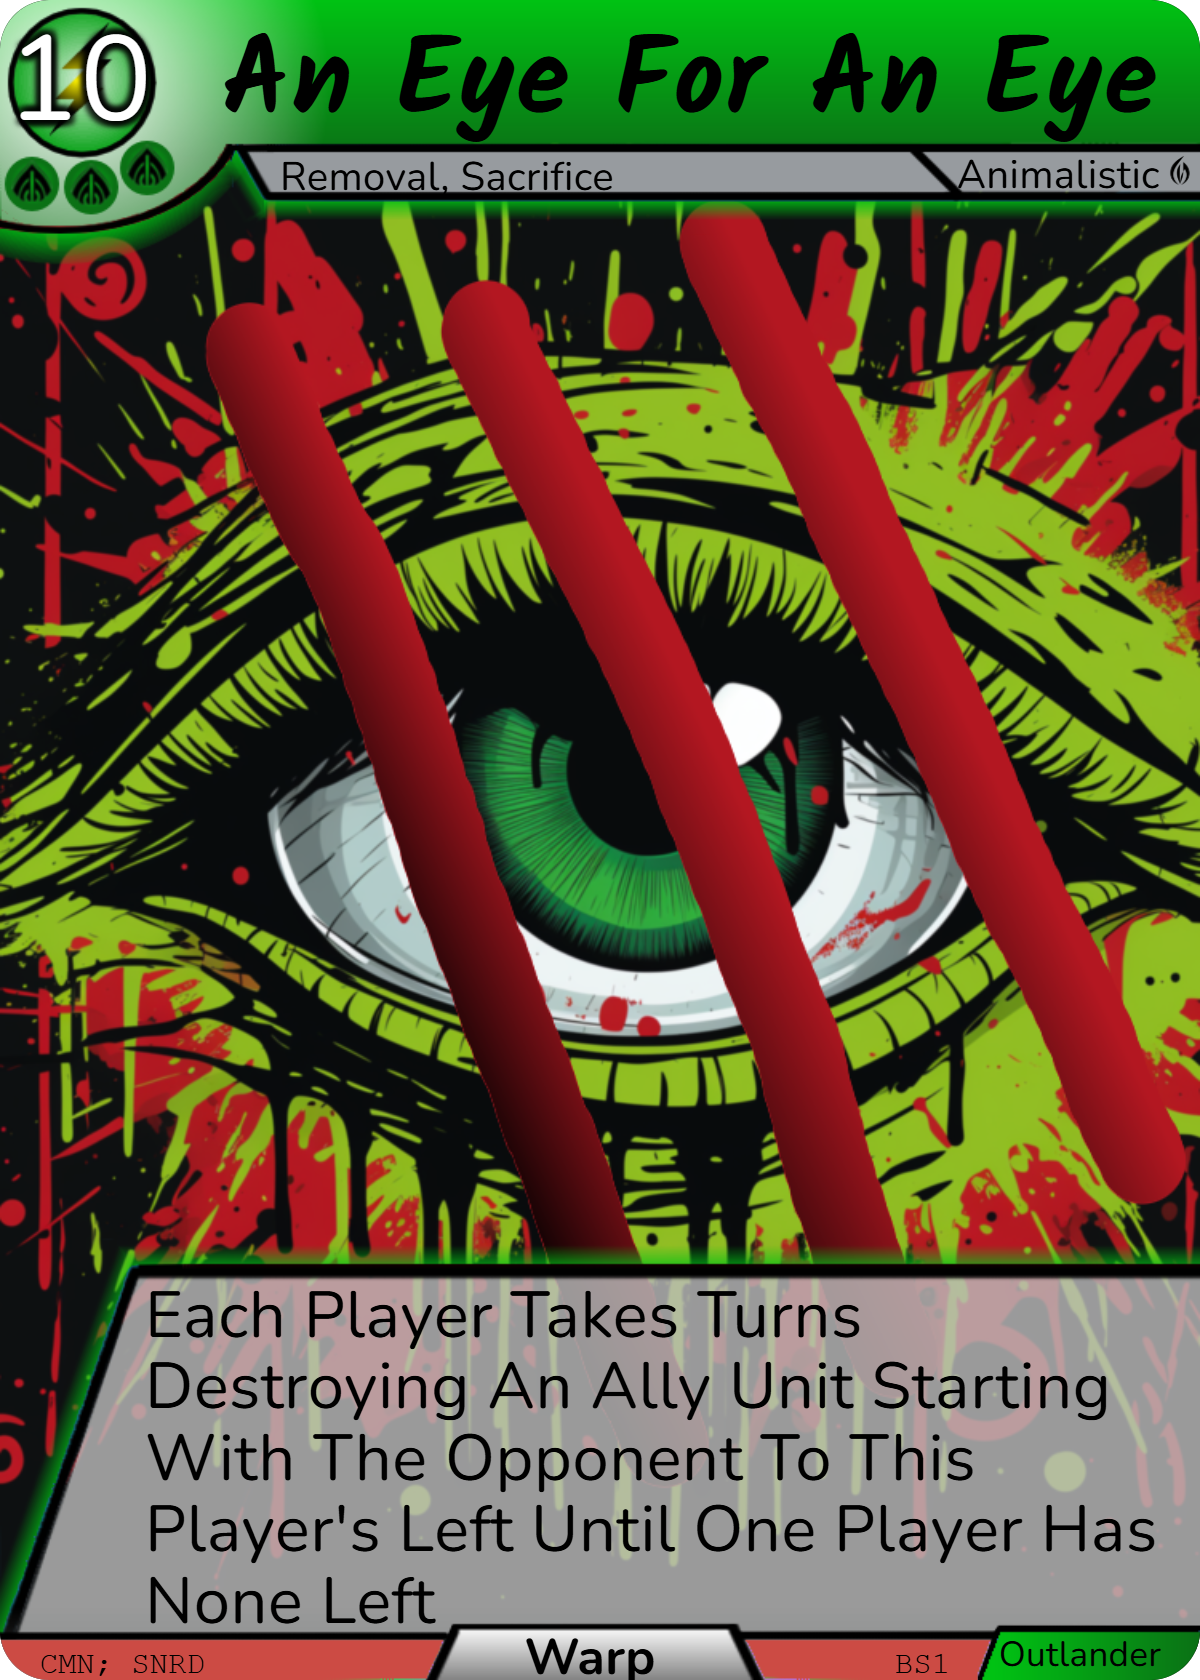 10
An Eye For An Eye
Removal, Sacrifice
Animalistic
Each Player Takes Turns
Destroying An Ally Unit Starting
With The Opponent To This
Player's Left Until One Player Has
None Left
CMN; SNRD
Warp
BS1
Outlander